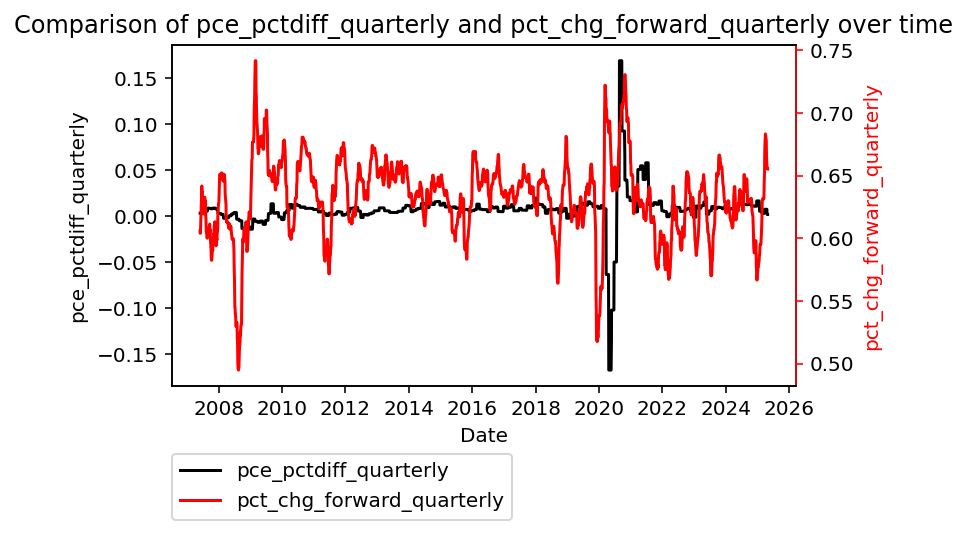 Comparison of pce_pctdiff_quarterly and pct_chg_forward_quarterly over time
pce_pctdiff_quarterly
0.15
0.10
0.05
0.00
−0.05
−0.10
−0.15
0.75
0.70
0.65
0.60
0.55
0.50
pct_chg_forward_quarterly
2008 2010 2012 2014 2016 2018 2020 2022 2024 2026
Date
pce_pctdiff_quarterly
pct_chg_forward_quarterly